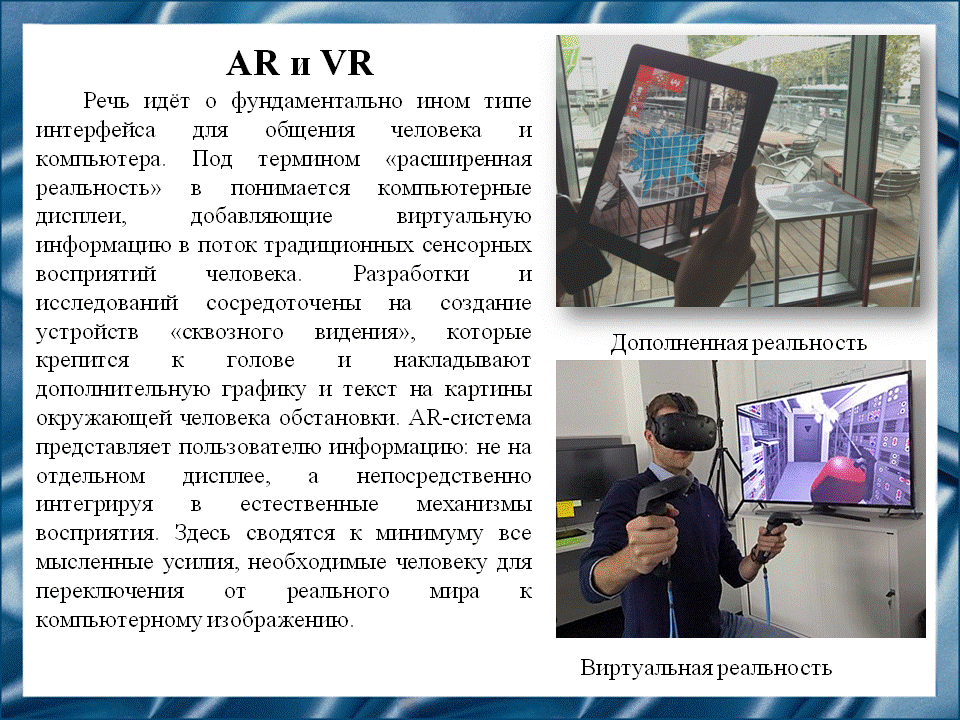 AR и VR
Речь идёт о фундаментально ином типе
интерфейса для общения человека и
компьютера. Под термином «расширенная
реальность» в понимается компьютерные
дисплеи, добавляющие виртуальную
информацию в поток традиционных сенсорных
восприятий человека. Разработки и
исследований сосредоточены на создание
устройств «сквозного видения», которые
крепится к голове и накладывают
дополнительную графику и текст на картины
окружающей человека обстановки. AR-система
представляет пользователю информацию: не на
отдельном дисплее, а непосредственно
интегрируя в естественные механизмы
восприятия. Здесь сводятся к минимуму все
мысленные усилия, необходимые человеку для
переключения от реального мира к
компьютерному изображению.
Дополненная реальность
Виртуальная реальность